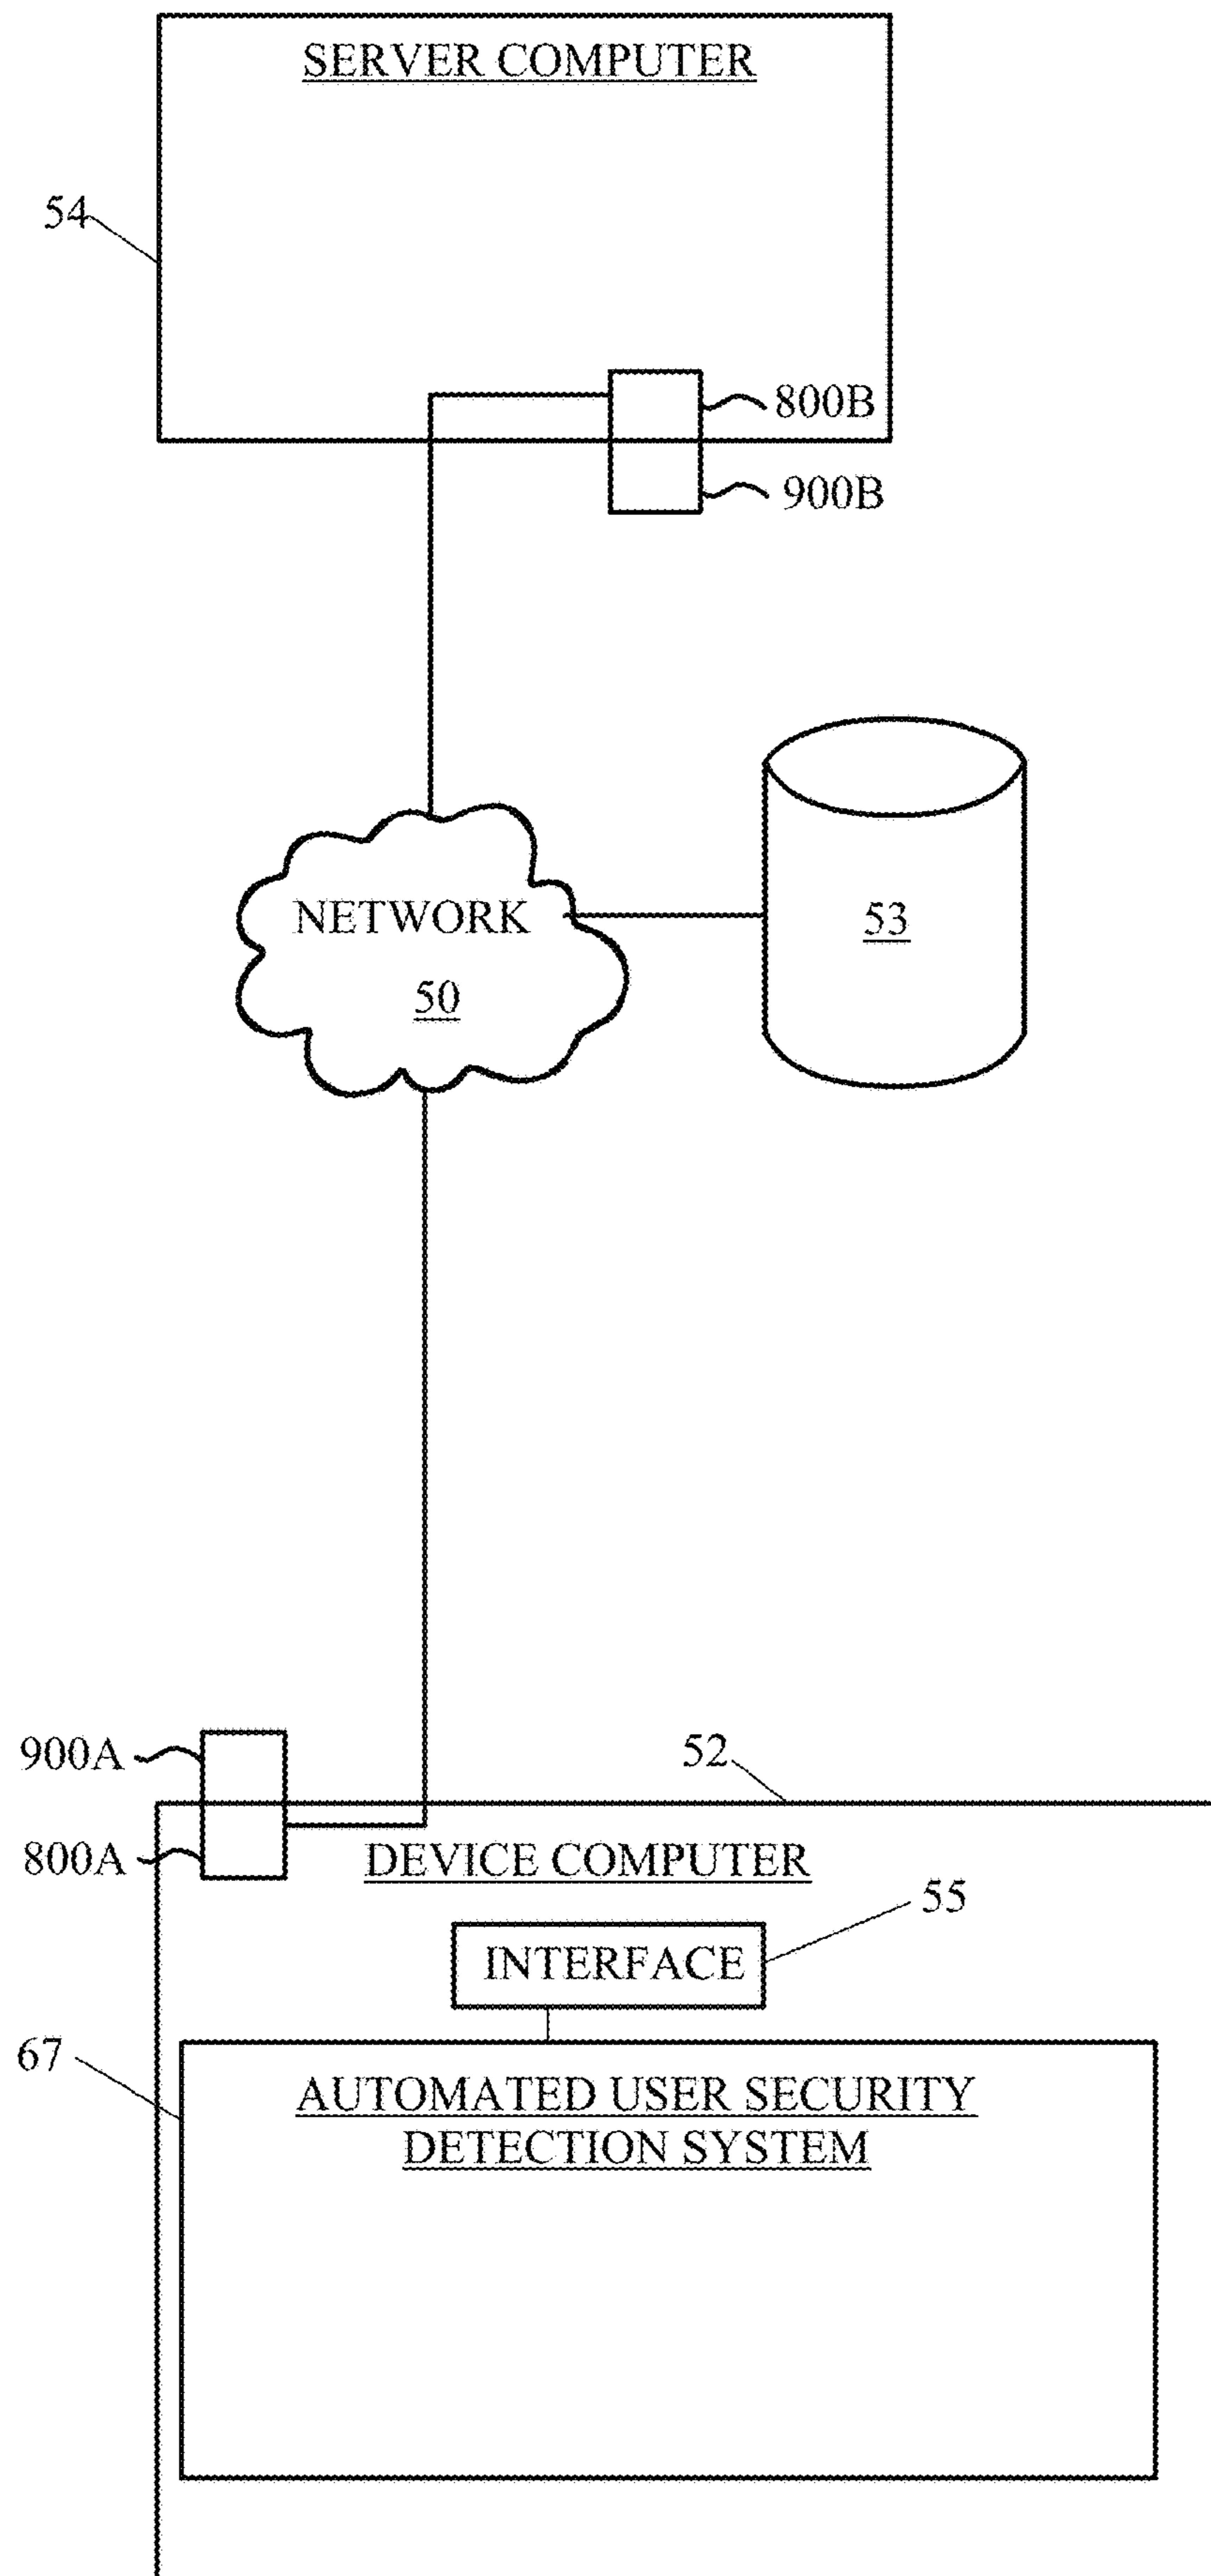 SERVER COMPUTER
54
800B
900B
NETWORK
50
53
900A
52
800A
DEVICE COMPUTER
55
INTERFACE
67
AUTOMATED USER SECURITY
DETECTION SYSTEM